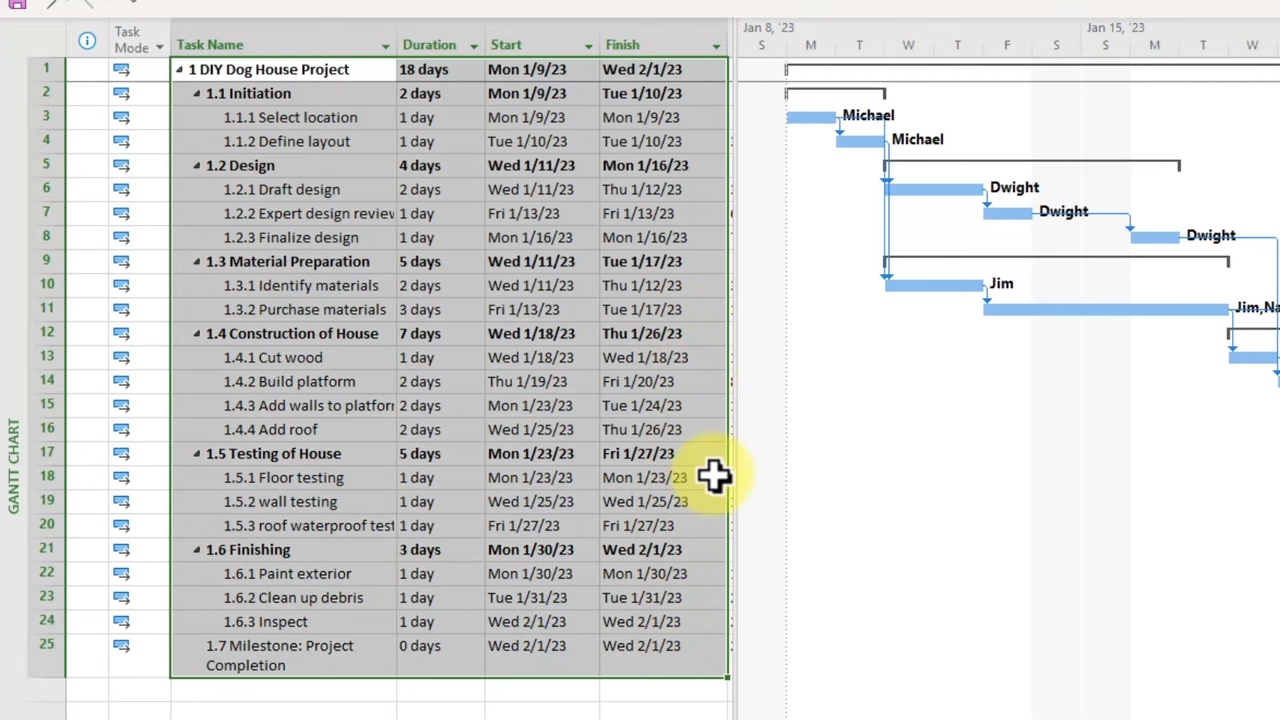 Task Mode Task Name Duration Start Finish
1 1 DIY Dog House Project 18 days Mon 1/9/23 Wed 2/1/23
2 1.1 Initiation 2 days Mon 1/9/23 Tue 1/10/23
3 1.1.1 Select location 1 day Mon 1/9/23 Mon 1/9/23
4 1.1.2 Define layout 1 day Tue 1/10/23 Tue 1/10/23
5 1.2 Design 4 days Wed 1/11/23 Mon 1/16/23
6 1.2.1 Draft design 2 days Wed 1/11/23 Thu 1/12/23
7 1.2.2 Expert design review 1 day Fri 1/13/23 Fri 1/13/23
8 1.2.3 Finalize design 1 day Mon 1/16/23 Mon 1/16/23
9 1.3 Material Preparation 5 days Wed 1/11/23 Tue 1/17/23
10 1.3.1 Identify materials 2 days Wed 1/11/23 Thu 1/12/23
11 1.3.2 Purchase materials 3 days Fri 1/13/23 Tue 1/17/23
12 1.4 Construction of House 7 days Wed 1/18/23 Thu 1/26/23
13 1.4.1 Cut wood 1 day Wed 1/18/23 Wed 1/18/23
14 1.4.2 Build platform 2 days Thu 1/19/23 Fri 1/20/23
15 1.4.3 Add walls to platfor 2 days Mon 1/23/23 Tue 1/24/23
16 1.4.4 Add roof 2 days Wed 1/25/23 Thu 1/26/23
17 1.5 Testing of House 5 days Mon 1/23/23 Fri 1/27/23
18 1.5.1 Floor testing 1 day Mon 1/23/23 Mon 1/23/23
19 1.5.2 wall testing 1 day Wed 1/25/23 Wed 1/25/23
20 1.5.3 roof waterproof test 1 day Fri 1/27/23 Fri 1/27/23
21 1.6 Finishing 3 days Mon 1/30/23 Wed 2/1/23
22 1.6.1 Paint exterior 1 day Mon 1/30/23 Mon 1/30/23
23 1.6.2 Clean up debris 1 day Tue 1/31/23 Tue 1/31/23
24 1.6.3 Inspect 1 day Wed 2/1/23 Wed 2/1/23
25 1.7 Milestone: Project 0 days Wed 2/1/23 Wed 2/1/23
Completion
GANTT CHART
Jan 8, '23 Jan 15, '23
S M T W T F S S M T W
Michael
Michael
Dwight
Dwight
Dwight
Jim
Jim,Na